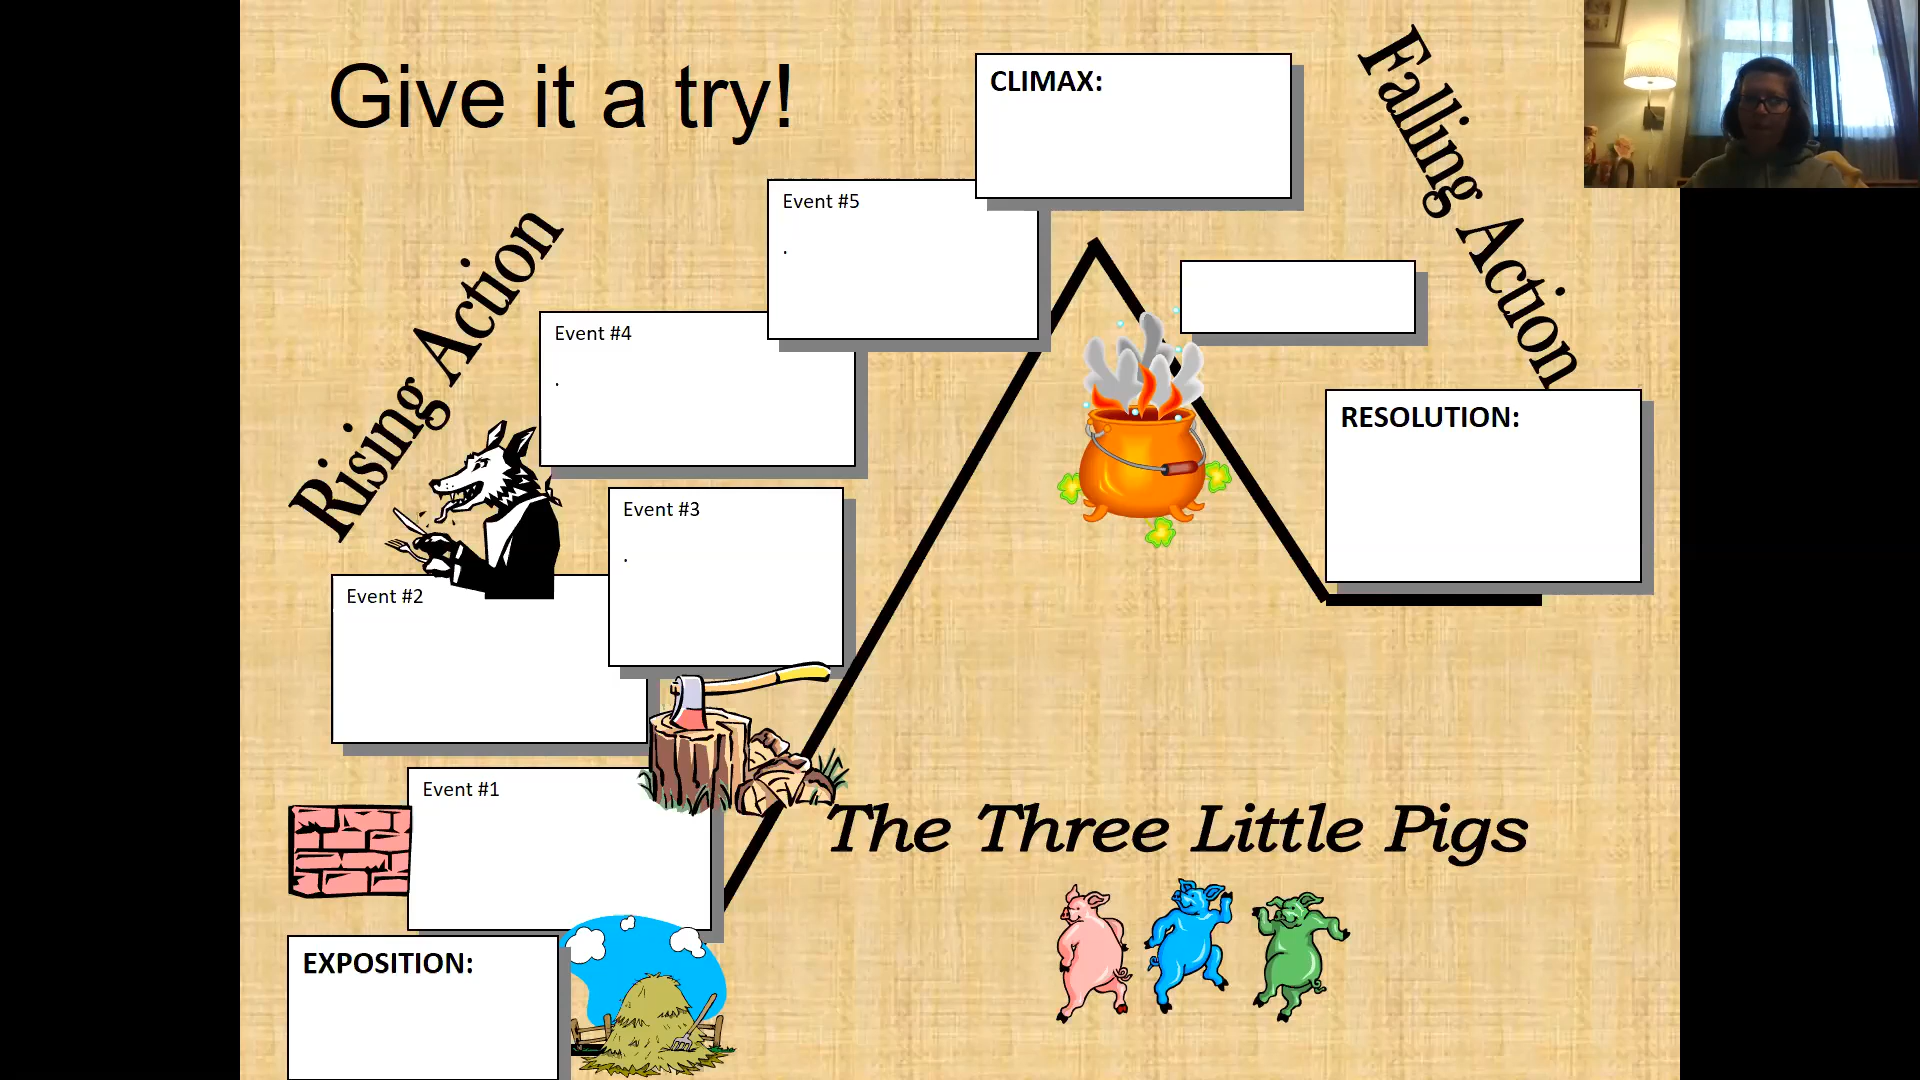 Give it a try!
CLIMAX:
Falling Action
Event #5
.
Rising Action
Event #4
.
RESOLUTION:
Event #3
.
Event #2
Event #1
The Three Little Pigs
EXPOSITION: